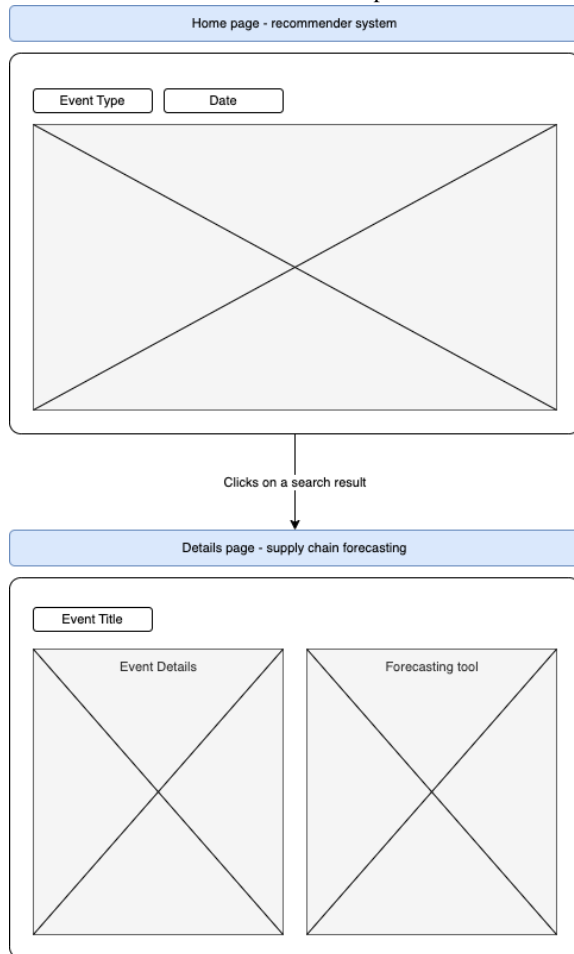 Home page - recommender system
Event Type
Date
Clicks on a search result
Details page - supply chain forecasting
Event Title
Event Details
Forecasting tool